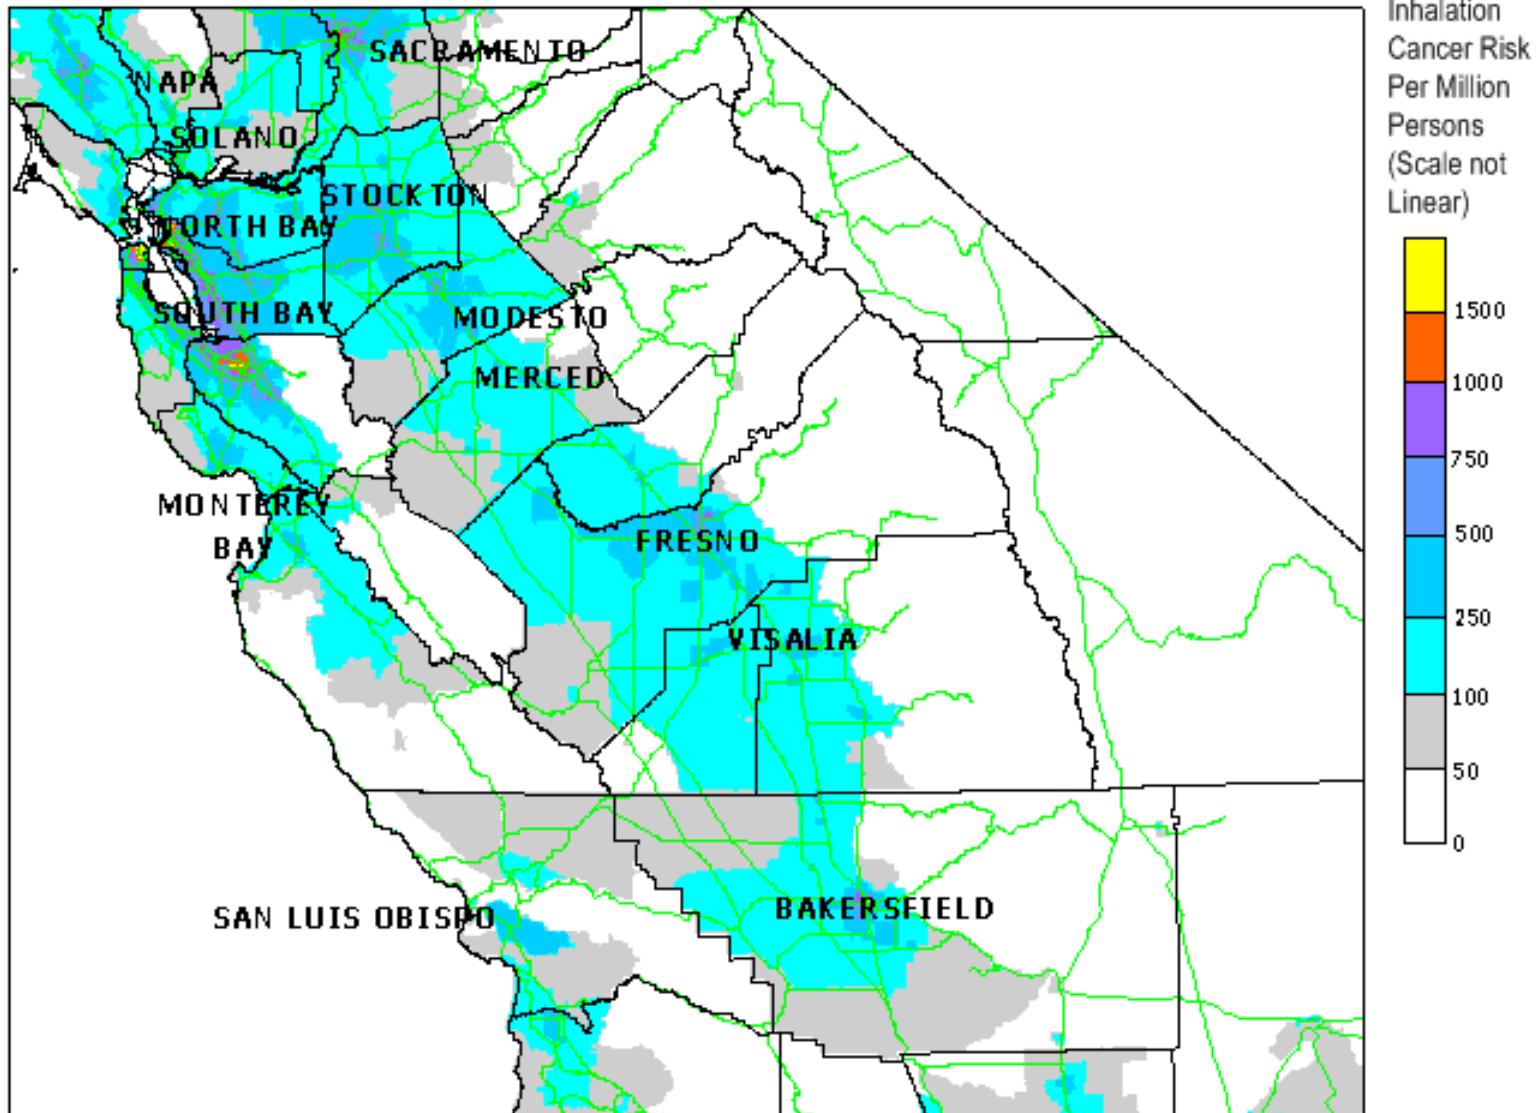 Inhalation
Cancer Risk
Per Million
Persons
(Scale not
Linear)
SACRAMENTO
NAPA
SOLANO
STOCKTON
NORTH BAY
SOUTH BAY
MODESTO
MERCED
MONTEREY
BAY
FRESNO
VISALIA
BAKERSFIELD
SAN LUIS OBISPO
1500
1000
750
500
250
100
50
0